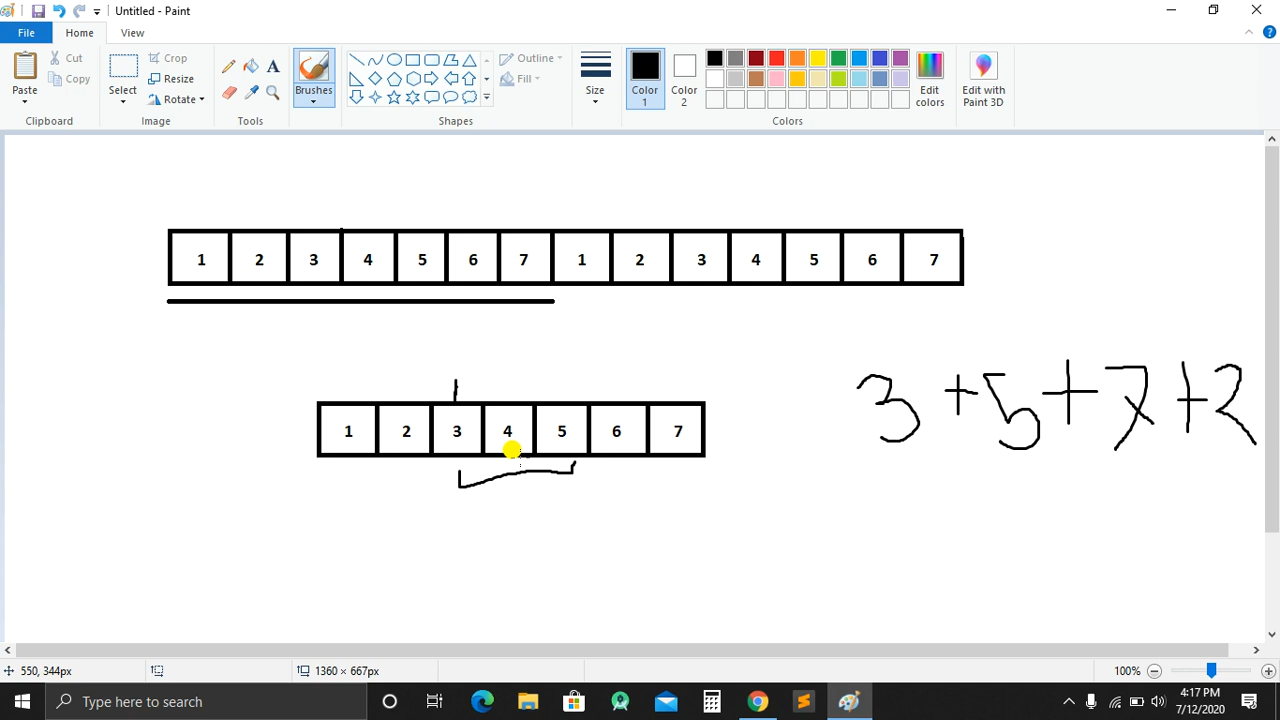 Untitled - Paint
File Home View
Paste
Cut
Copy
Clipboard
Select
Crop
Resize
Rotate
Image
A
Tools
Brushes
Outline
Fill
Shapes
Size
Color 1
Color 2
Edit colors
Colors
Edit with Paint 3D
1 2 3 4 5 6 7 1 2 3 4 5 6 7
1 2 3 4 5 6 7
3 + 5 + 7 + 2
550, 344px
1360 × 667px
100%
Type here to search
4:17 PM
7/12/2020